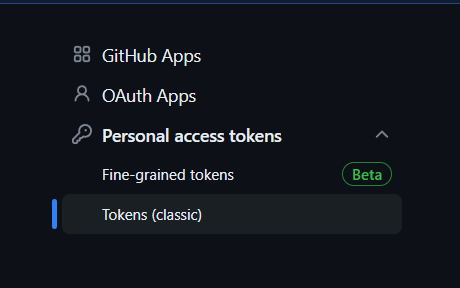 GitHub Apps
OAuth Apps
Personal access tokens
Fine-grained tokens Beta
Tokens (classic)